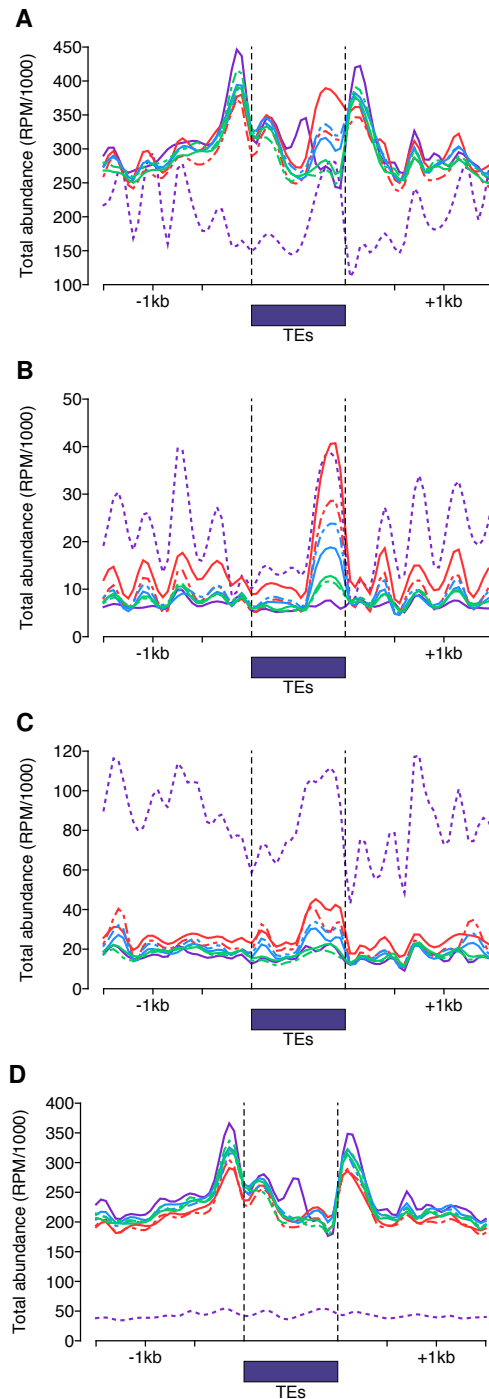 A
Total abundance (RPM/1000)
450
400
350
300
250
200
150
100
-1kb
+1kb
TEs
B
Total abundance (RPM/1000)
50
40
30
20
10
0
-1kb
+1kb
TEs
C
Total abundance (RPM/1000)
120
100
80
60
40
20
0
-1kb
+1kb
TEs
D
Total abundance (RPM/1000)
400
350
300
250
200
150
100
50
0
-1kb
+1kb
TEs